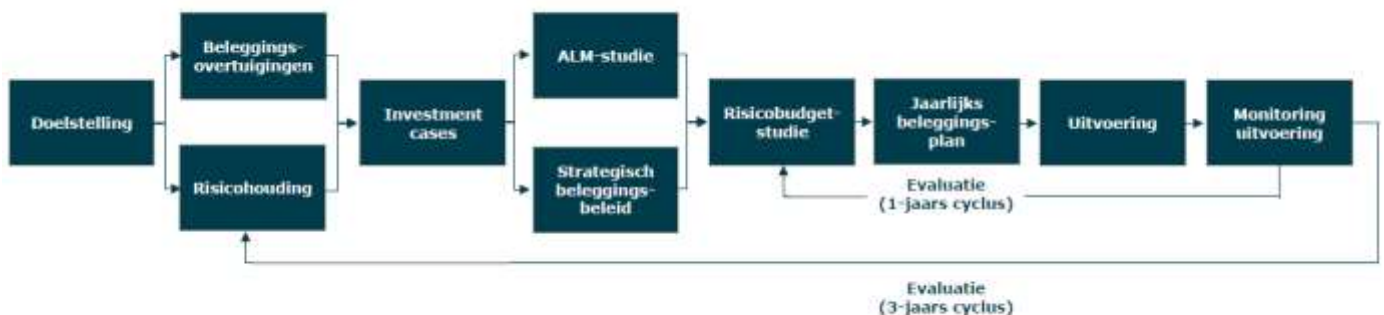 Doelstelling
Beleggings-
overtuigingen
Risicohouding
Investment
cases
ALM-studie
Strategisch
beleggings-
beleid
Risicobudget-
studie
Jaarlijks
beleggings-
plan
Uitvoering
Monitoring
uitvoering
Evaluatie
(1-jaars cyclus)
Evaluatie
(3-jaars cyclus)